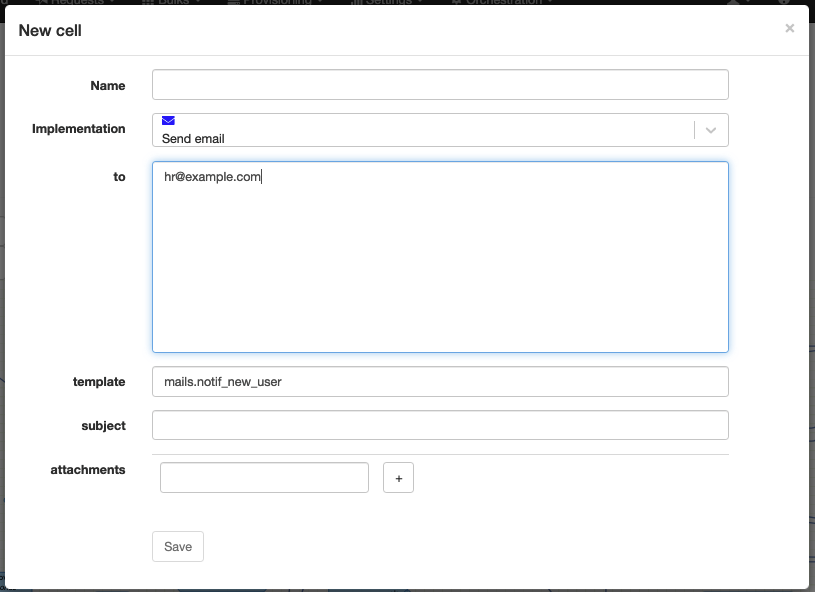 Requests Bulks Provisioning Settings Orchestration
New cell ×
Name
Implementation
Send email
to hr@example.com
template mails.notif_new_user
subject
attachments +
Save